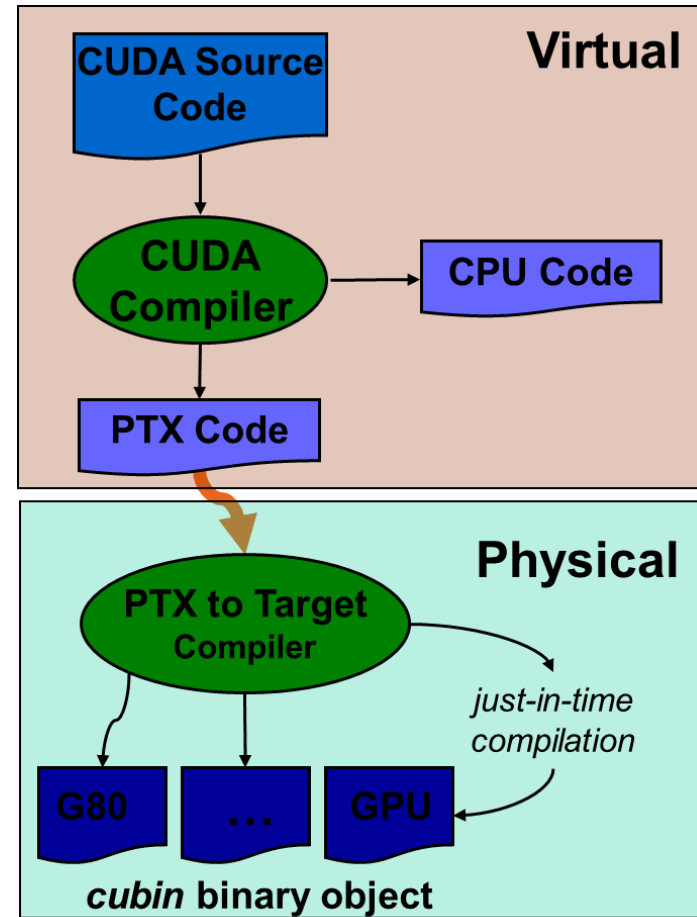 Virtual
CUDA Source
Code
CUDA
Compiler
CPU Code
PTX Code
Physical
PTX to Target
Compiler
just-in-time
compilation
G80
...
GPU
cubin binary object